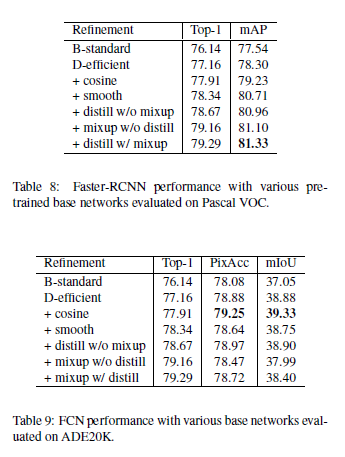 Refinement Top-1 mAP
B-standard 76.14 77.54
D-efficient 77.16 78.30
+ cosine 77.91 79.23
+ smooth 78.34 80.71
+ distill w/o mixup 78.67 80.96
+ mixup w/o distill 79.16 81.10
+ distill w/ mixup 79.29 81.33
Table 8: Faster-RCNN performance with various pre-
trained base networks evaluated on Pascal VOC.
Refinement Top-1 PixAcc mIoU
B-standard 76.14 78.08 37.05
D-efficient 77.16 78.88 38.88
+ cosine 77.91 79.25 39.33
+ smooth 78.34 78.64 38.75
+ distill w/o mixup 78.67 78.97 38.90
+ mixup w/o distill 79.16 78.47 37.99
+ mixup w/ distill 79.29 78.72 38.40
Table 9: FCN performance with various base networks eval-
uated on ADE20K.